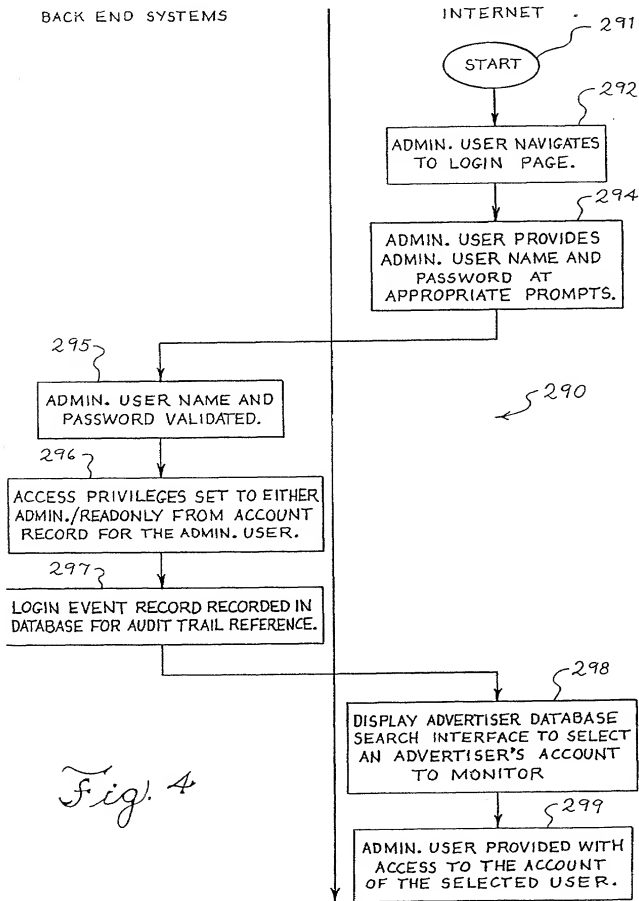 BACK END SYSTEMS
INTERNET
291
START
292
ADMIN. USER NAVIGATES
TO LOGIN PAGE.
294
ADMIN. USER PROVIDES
ADMIN. USER NAME AND
PASSWORD AT
APPROPRIATE PROMPTS.
295
ADMIN. USER NAME AND
PASSWORD VALIDATED.
290
296
ACCESS PRIVILEGES SET TO EITHER
ADMIN./READONLY FROM ACCOUNT
RECORD FOR THE ADMIN. USER.
297
LOGIN EVENT RECORD RECORDED IN
DATABASE FOR AUDIT TRAIL REFERENCE.
298
DISPLAY ADVERTISER DATABASE
SEARCH INTERFACE TO SELECT
AN ADVERTISER'S ACCOUNT
TO MONITOR
299
ADMIN. USER PROVIDED WITH
ACCESS TO THE ACCOUNT
OF THE SELECTED USER.
Fig. 4